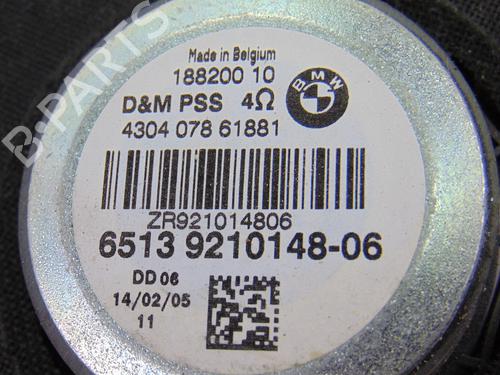 Made in Belgium
188200 10
BMW
D&M PSS 4Ω
4304 078 61881
ZR921014806
6513 9210148-06
DD 06
14/02/05
11
B-PARTS